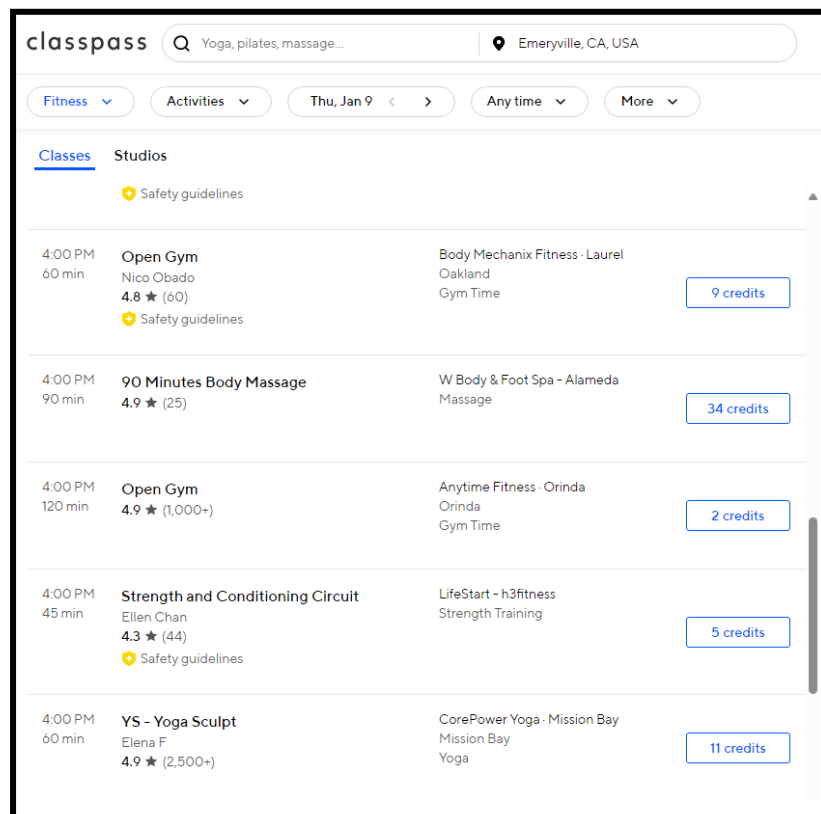 classpass Yoga, pilates, massage... Emeryville, CA, USA
Fitness Activities Thu, Jan 9 < > Any time More
Classes Studios
Safety guidelines
4:00 PM Open Gym Body Mechanix Fitness · Laurel
60 min Nico Obado Oakland
4.8 ★ (60) Gym Time 9 credits
Safety guidelines
4:00 PM 90 Minutes Body Massage W Body & Foot Spa - Alameda
90 min 4.9 ★ (25) Massage 34 credits
4:00 PM Open Gym Anytime Fitness · Orinda
120 min 4.9 ★ (1,000+) Orinda
Gym Time 2 credits
4:00 PM Strength and Conditioning Circuit LifeStart - h3fitness
45 min Ellen Chan Strength Training
4.3 ★ (44) 5 credits
Safety guidelines
4:00 PM YS - Yoga Sculpt CorePower Yoga · Mission Bay
60 min Elena F Mission Bay
4.9 ★ (2,500+) Yoga 11 credits